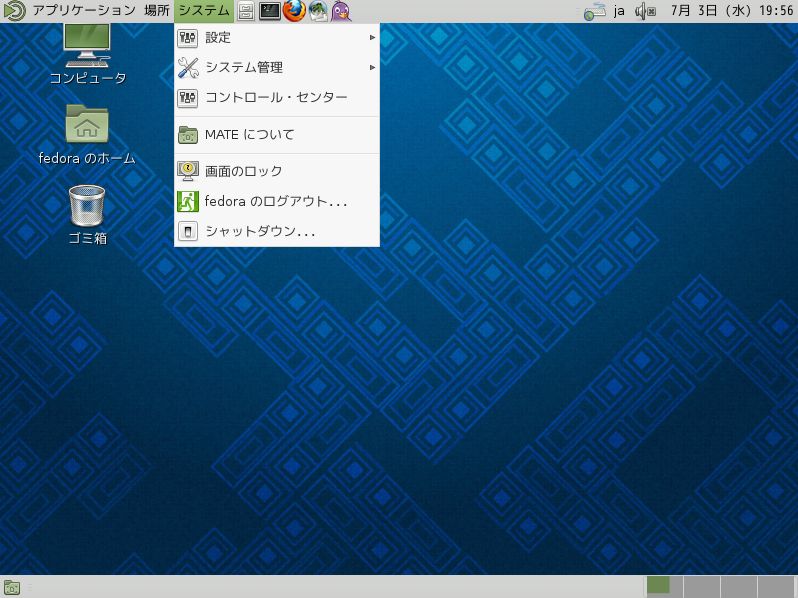 アプリケーション 場所 システム ja 7月 3日 (水) 19:56
設定
システム管理
コントロール・センター
MATE について
画面のロック
fedora のログアウト...
シャットダウン...
コンピュータ
fedora のホーム
ゴミ箱